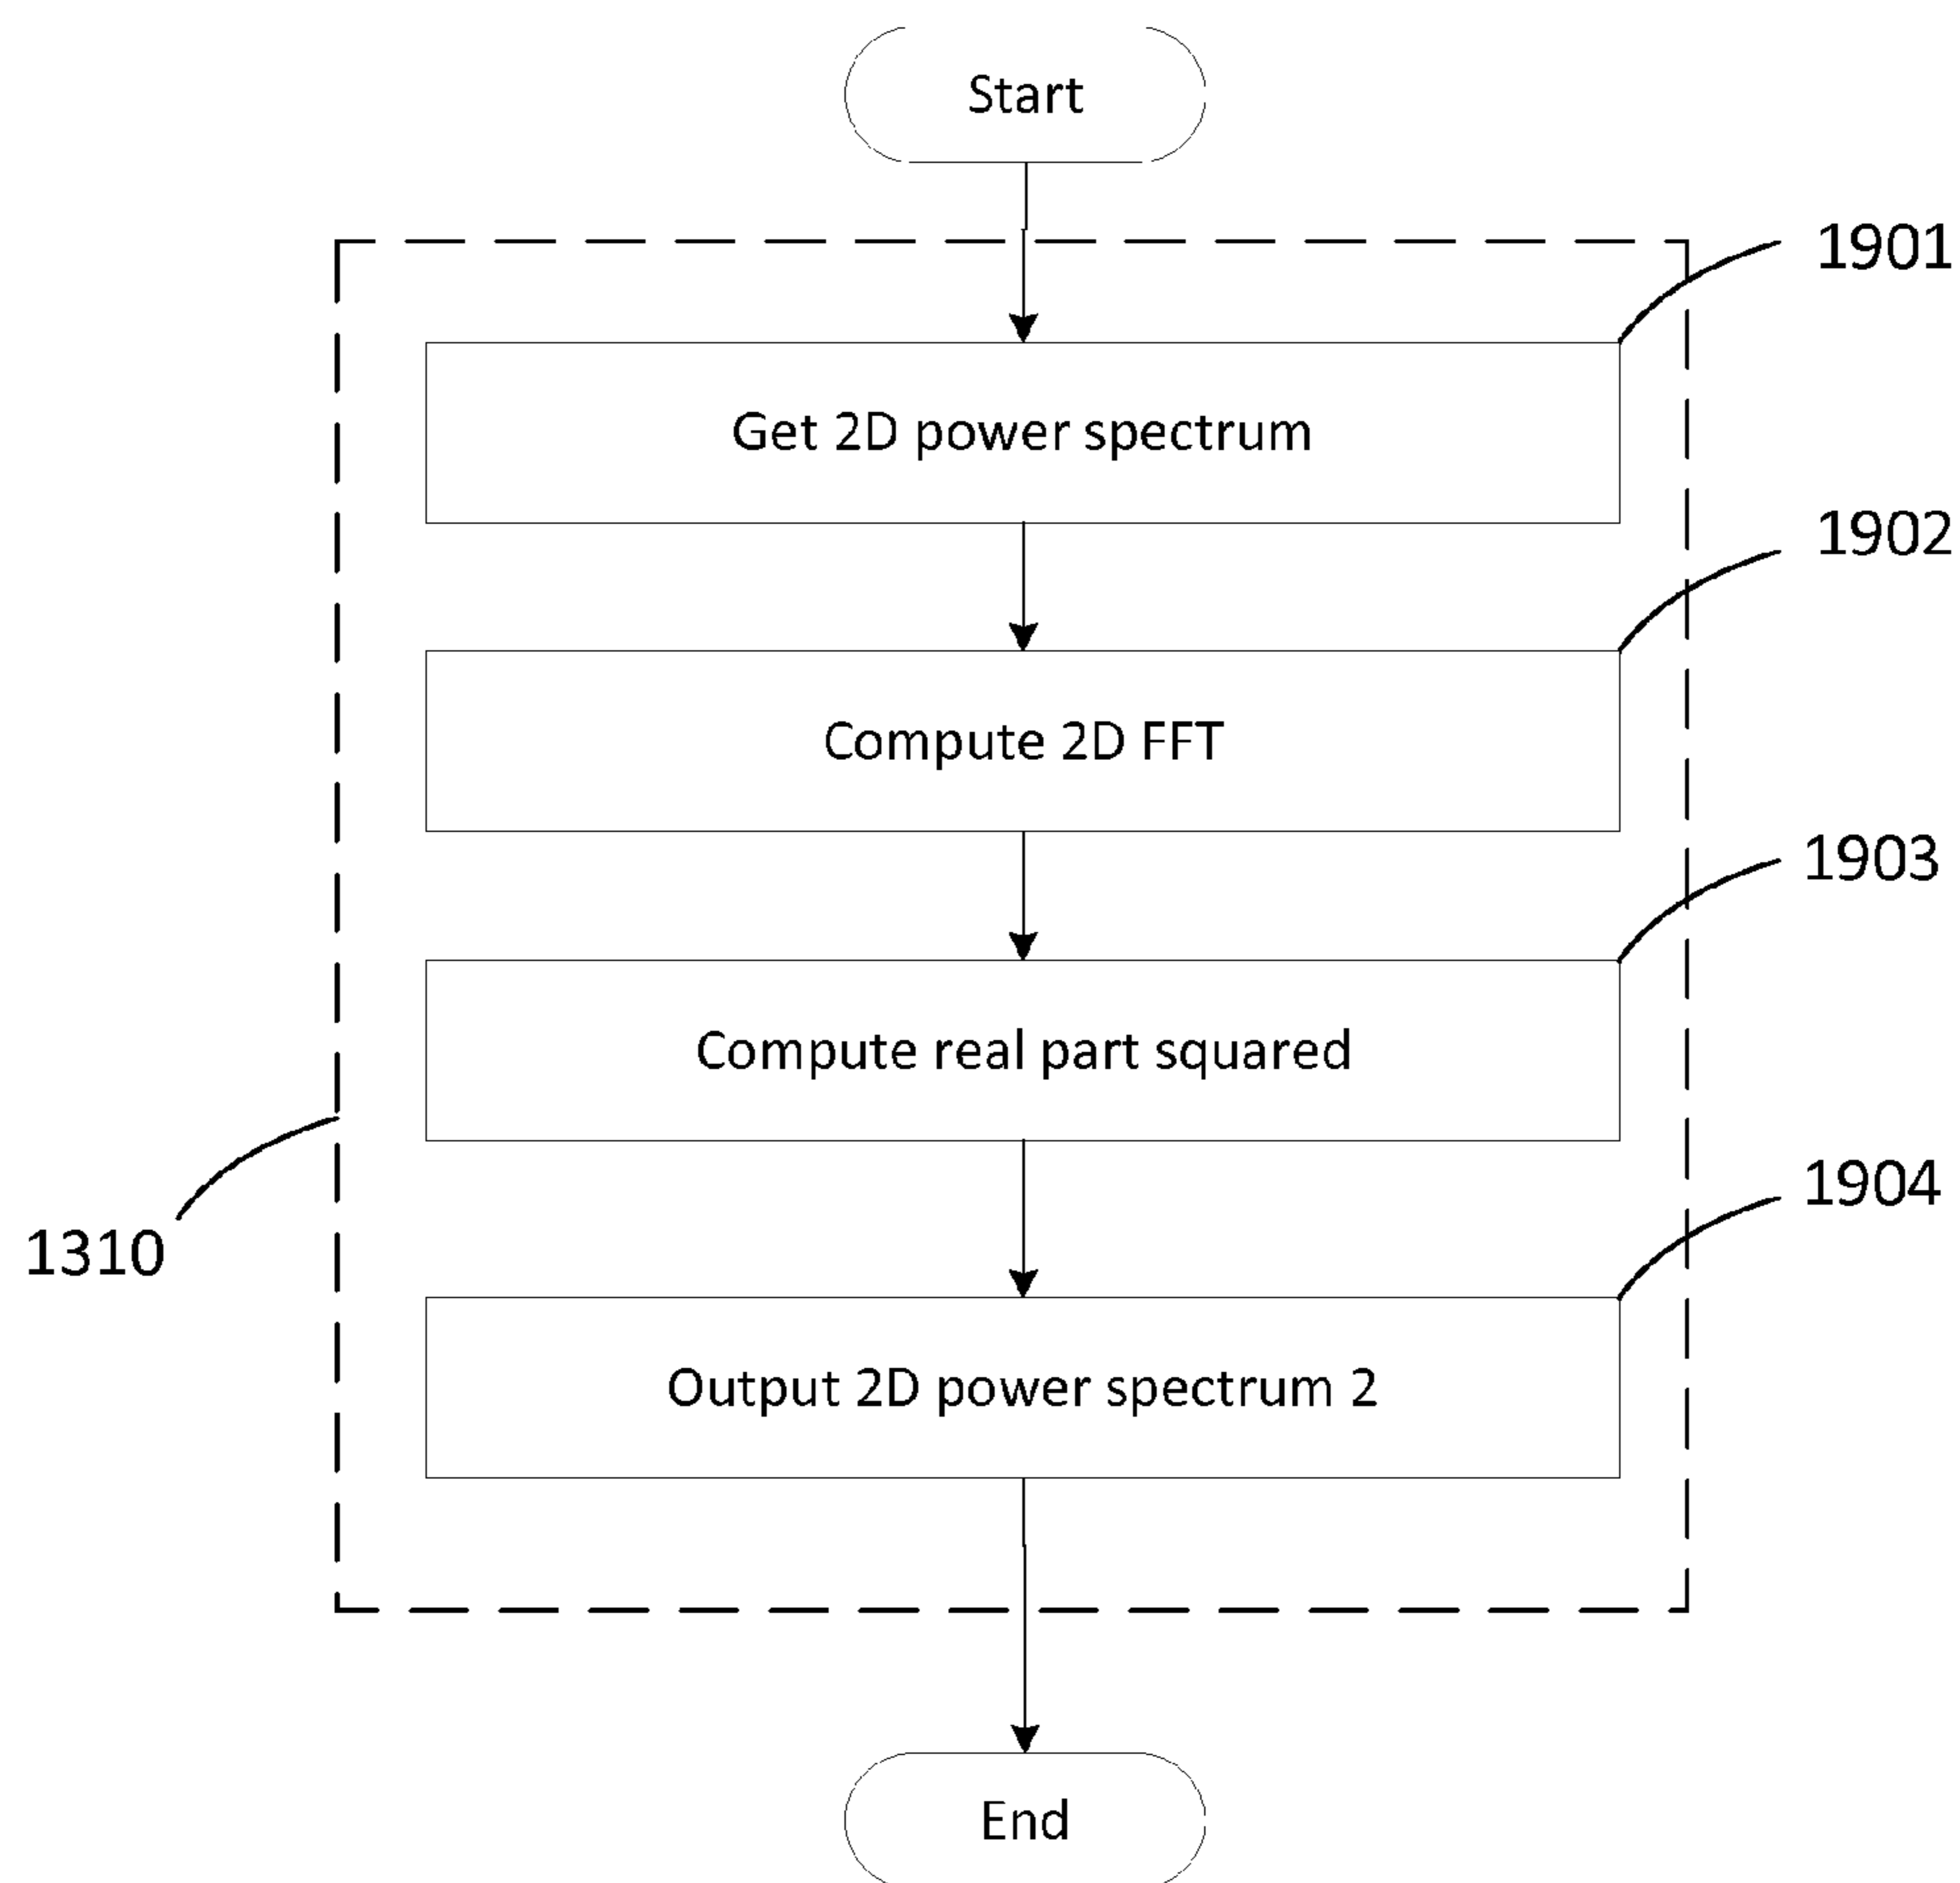 Start
1901
Get 2D power spectrum
1902
Compute 2D FFT
1903
Compute real part squared
1904
1310
Output 2D power spectrum 2
End